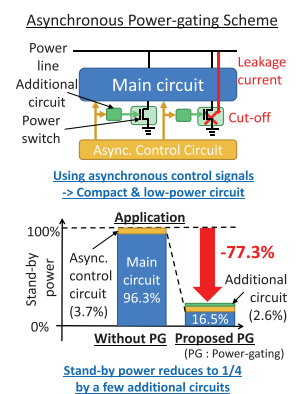 Asynchronous Power-gating Scheme
Power
line
Additional
circuit
Power
switch
Main circuit
Leakage
current
Cut-off
Async. Control Circuit
Using asynchronous control signals
-> Compact & low-power circuit
Application
Stand-by
power
100%
0%
Async.
control
circuit
(3.7%)
Main
circuit
96.3%
-77.3%
Additional
circuit
(2.6%)
16.5%
Without PG
Proposed PG
(PG : Power-gating)
Stand-by power reduces to 1/4
by a few additional circuits